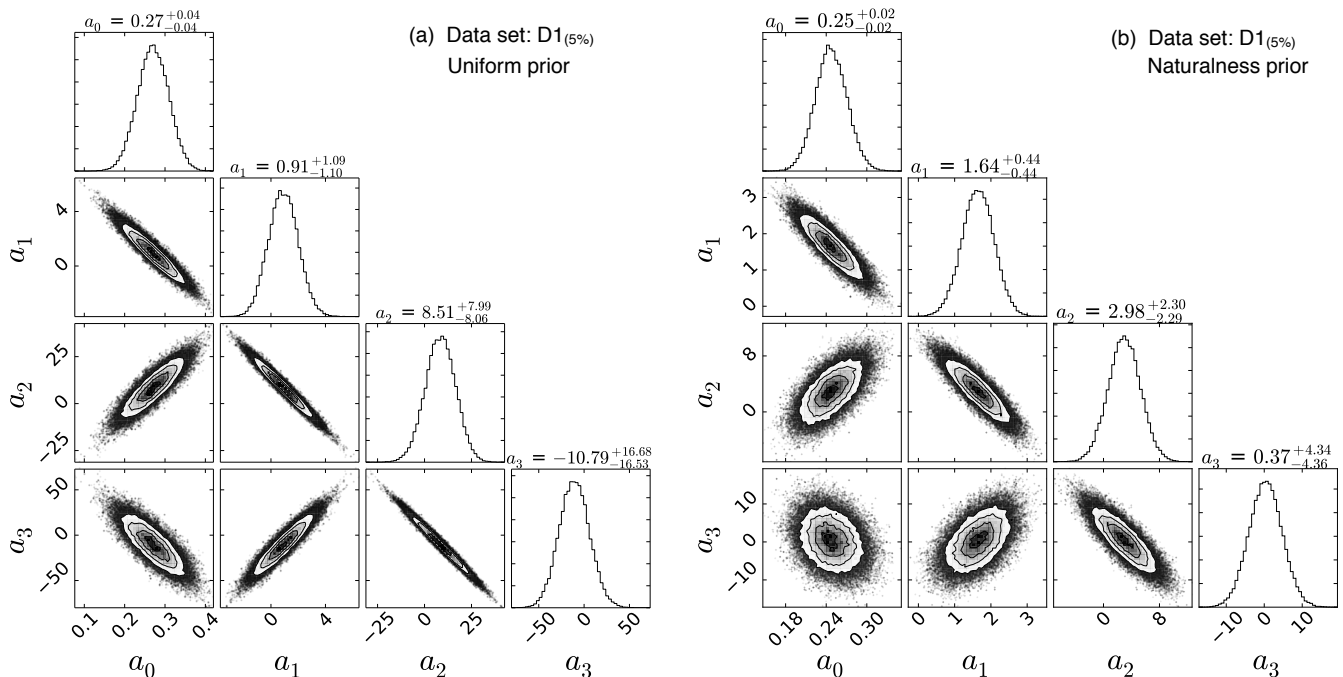 a_0 = 0.27^{+0.04}_{-0.04}
(a) Data set: D1(5%)
Uniform prior
a_1 = 0.91^{+1.09}_{-1.10}
4
0
a_1
a_2 = 8.51^{+7.99}_{-8.06}
25
0
−25
a_2
a_3 = −10.79^{+16.68}_{-16.53}
50
0
−50
a_3
0.1 0.2 0.3 0.4
0 4
−25 0 25
−50 0 50
a_0 a_1 a_2 a_3
a_0 = 0.25^{+0.02}_{-0.02}
(b) Data set: D1(5%)
Naturalness prior
a_1 = 1.64^{+0.44}_{-0.44}
3
2
1
0
a_1
a_2 = 2.98^{+2.30}_{-2.29}
8
0
a_2
a_3 = 0.37^{+4.34}_{-4.36}
10
0
−10
a_3
0.18 0.24 0.30
0 1 2 3
0 8
−10 0 10
a_0 a_1 a_2 a_3